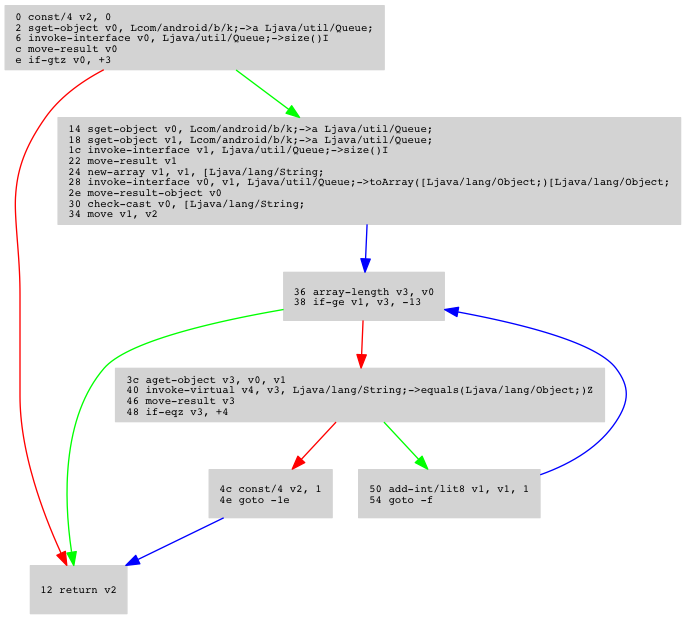 0 const/4 v2, 0
2 sget-object v0, Lcom/android/b/k;->a Ljava/util/Queue;
6 invoke-interface v0, Ljava/util/Queue;->size()I
c move-result v0
e if-gtz v0, +3
14 sget-object v0, Lcom/android/b/k;->a Ljava/util/Queue;
18 sget-object v1, Lcom/android/b/k;->a Ljava/util/Queue;
1c invoke-interface v1, Ljava/util/Queue;->size()I
22 move-result v1
24 new-array v1, v1, [Ljava/lang/String;
28 invoke-interface v0, v1, Ljava/util/Queue;->toArray([Ljava/lang/Object;)[Ljava/lang/Object;
2e move-result-object v0
30 check-cast v0, [Ljava/lang/String;
34 move v1, v2
36 array-length v3, v0
38 if-ge v1, v3, -13
3c aget-object v3, v0, v1
40 invoke-virtual v4, v3, Ljava/lang/String;->equals(Ljava/lang/Object;)Z
46 move-result v3
48 if-eqz v3, +4
4c const/4 v2, 1
4e goto -1e
50 add-int/lit8 v1, v1, 1
54 goto -f
12 return v2